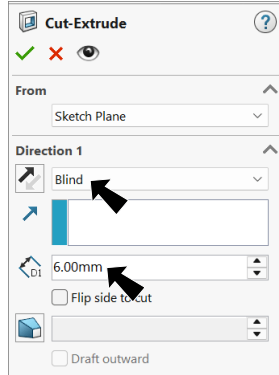 Cut-Extrude
?
From
Sketch Plane
Direction 1
Blind
D1
6.00mm
Flip side to cut
Draft outward